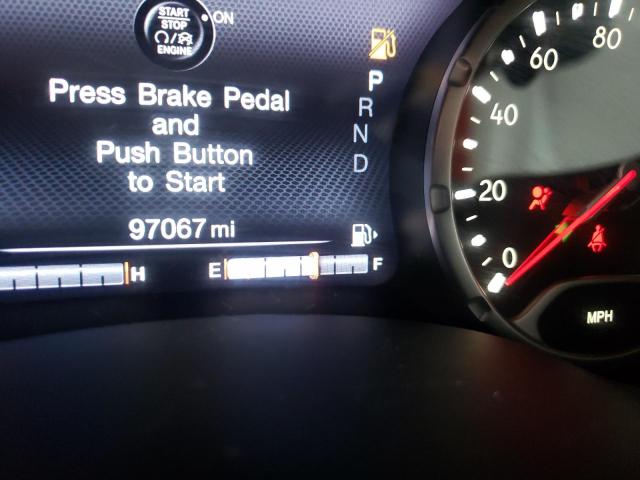 START
STOP
ENGINE
ON
Press Brake Pedal
and
Push Button
to Start
P
R
N
D
97067 mi
H
E
F
80
60
40
20
0
MPH